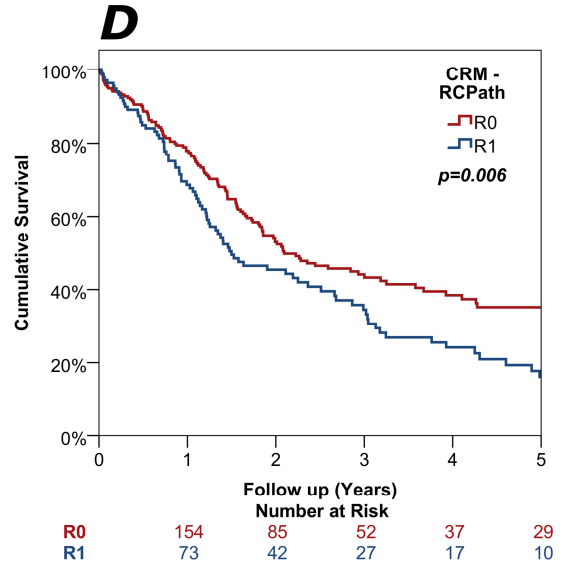 D
100%
80%
60%
40%
20%
0%
Cumulative Survival
CRM -
RCPath
R0
R1
p=0.006
0 1 2 3 4 5
Follow up (Years)
Number at Risk
R0 154 85 52 37 29
R1 73 42 27 17 10